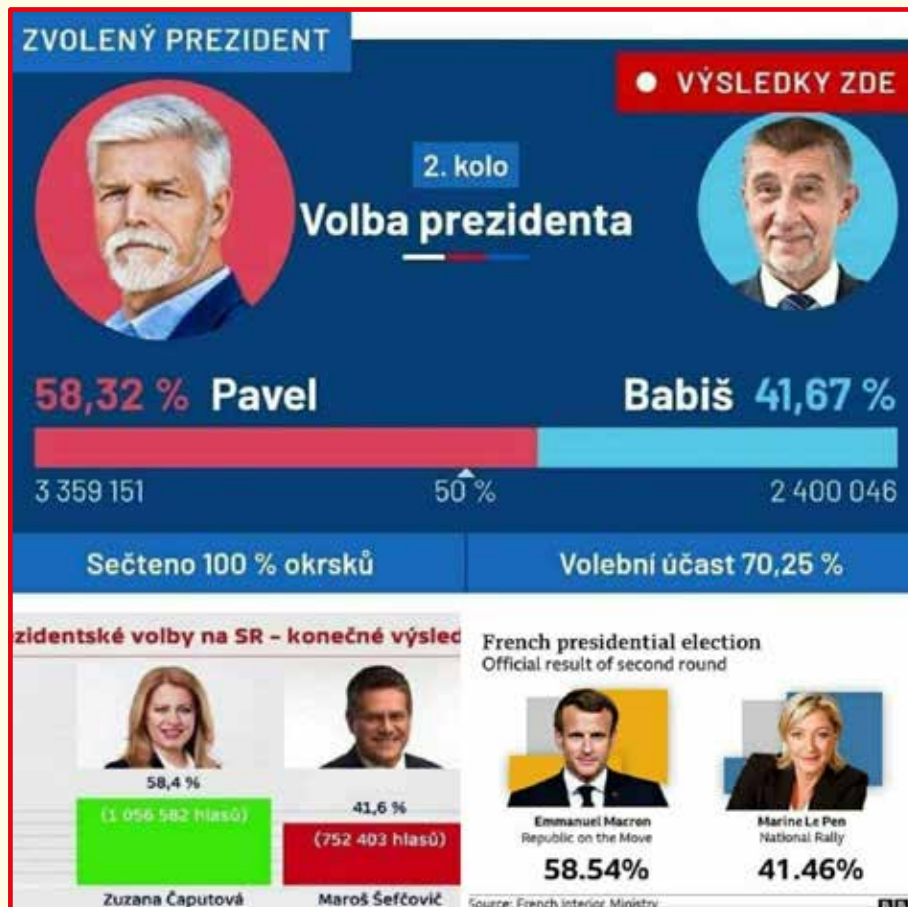 ZVOLENÝ PREZIDENT
VÝSLEDKY ZDE
2. kolo
Volba prezidenta
58,32 % Pavel
Babiš 41,67 %
3 359 151
50 %
2 400 046
Sečteno 100 % okrsků
Volební účast 70,25 %
zidentské volby na SR – konečné výsled
58,4 %
(1 056 582 hlasů)
41,6 %
(752 403 hlasů)
Zuzana Čaputová
Maroš Šefčovič
French presidential election
Official result of second round
Emmanuel Macron
Republic on the Move
58.54%
Marine Le Pen
National Rally
41.46%
Source: French Interior Ministry